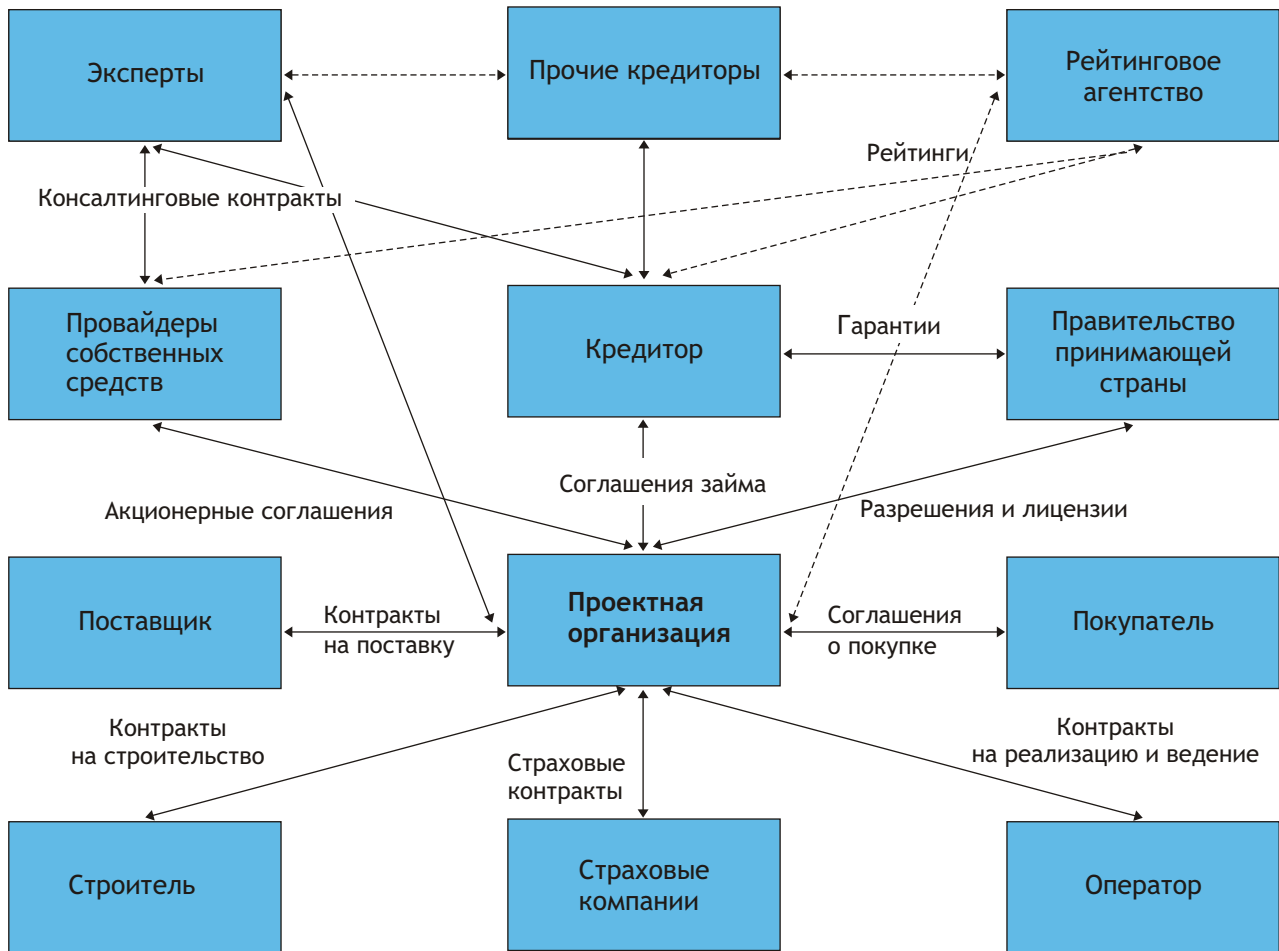 Эксперты
Прочие кредиторы
Рейтинговое
агентство
Рейтинги
Консалтинговые контракты
Провайдеры
собственных
средств
Кредитор
Гарантии
Правительство
принимающей
страны
Соглашения займа
Акционерные соглашения
Разрешения и лицензии
Поставщик
Контракты
на поставку
Проектная
организация
Соглашения
о покупке
Покупатель
Контракты
на строительство
Страховые
контракты
Контракты
на реализацию и ведение
Строитель
Страховые
компании
Оператор